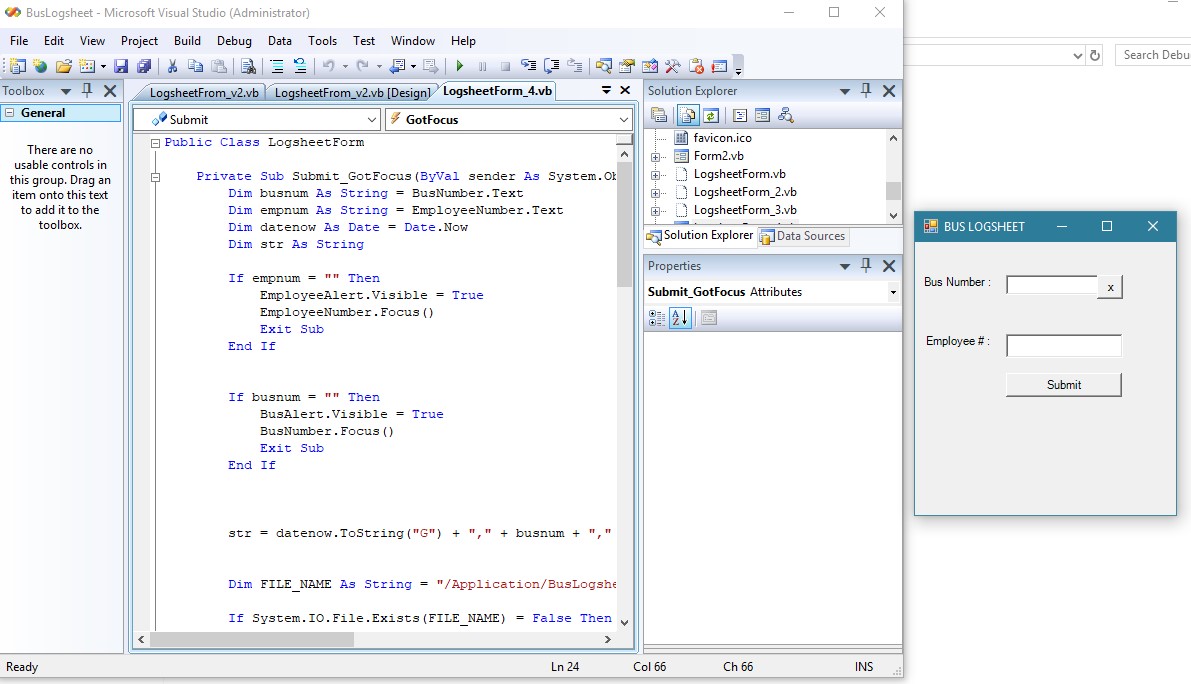 BusLogsheet - Microsoft Visual Studio (Administrator)
File Edit View Project Build Debug Data Tools Test Window Help
Toolbox
General
There are no
usable controls in
this group. Drag an
item onto this text
to add it to the
toolbox.
LogsheetFrom_v2.vb LogsheetFrom_v2.vb [Design] LogsheetForm_4.vb
Submit GotFocus
Public Class LogsheetForm
Private Sub Submit_GotFocus(ByVal sender As System.Ob
Dim busnum As String = BusNumber.Text
Dim empnum As String = EmployeeNumber.Text
Dim datenow As Date = Date.Now
Dim str As String
If empnum = "" Then
EmployeeAlert.Visible = True
EmployeeNumber.Focus()
Exit Sub
End If
If busnum = "" Then
BusAlert.Visible = True
BusNumber.Focus()
Exit Sub
End If
str = datenow.ToString("G") + "," + busnum + ","
Dim FILE_NAME As String = "/Application/BusLogshe
If System.IO.File.Exists(FILE_NAME) = False Then
Solution Explorer
favicon.ico
Form2.vb
LogsheetForm.vb
LogsheetForm_2.vb
LogsheetForm_3.vb
Solution Explorer Data Sources
Properties
Submit_GotFocus Attributes
Ready Ln 24 Col 66 Ch 66 INS
Search Debu
BUS LOGSHEET
Bus Number :
x
Employee # :
Submit